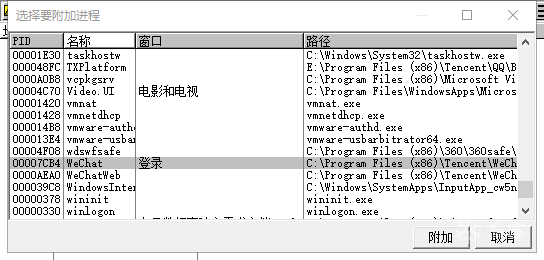 选择要附加进程
PID 名称 窗口 路径
00001E30 taskhostw C:\Windows\System32\taskhostw.exe
000048FC TXPlatform E:\Program Files (x86)\Tencent\QQ\B
0000A0B8 vcpkgsrv C:\Program Files (x86)\Microsoft Vi
00004C70 Video.UI 电影和电视 C:\Program Files\WindowsApps\Micros
00001420 vmnat vmnat.exe
00001428 vmnetdhcp vmnetdhcp.exe
000014B8 vmware-authd vmware-authd.exe
000013E4 vmware-usbar vmware-usbarbitrator64.exe
00004F08 wdswfsafe C:\Program Files (x86)\360\360safe\
00007CB4 WeChat 登录 C:\Program Files (x86)\Tencent\WeCh
0000AEA0 WeChatWeb C:\Program Files (x86)\Tencent\WeCh
000039C8 WindowsInter C:\Windows\SystemApps\InputApp_cw5n
00000378 wininit wininit.exe
00000330 winlogon winlogon.exe
附加 取消